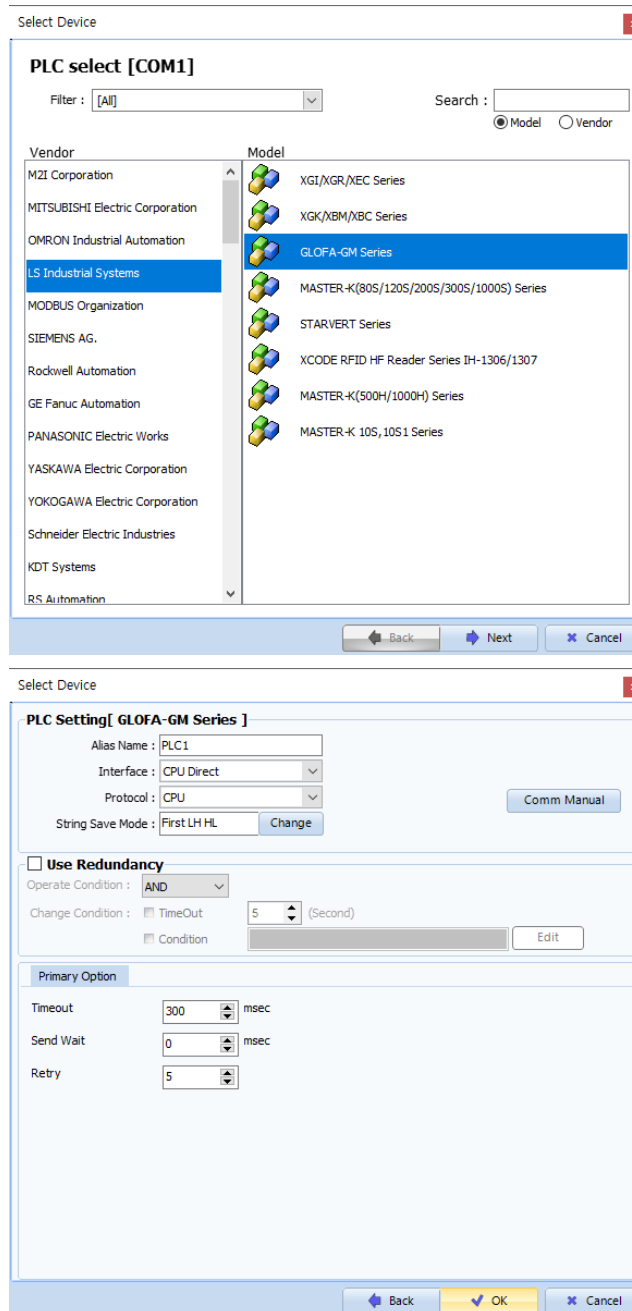 Select Device
PLC select [COM1]
Filter : [All]
Search :
Model Vendor
Vendor
M2I Corporation
MITSUBISHI Electric Corporation
OMRON Industrial Automation
LS Industrial Systems
MODBUS Organization
SIEMENS AG.
Rockwell Automation
GE Fanuc Automation
PANASONIC Electric Works
YASKAWA Electric Corporation
YOKOGAWA Electric Corporation
Schneider Electric Industries
KDT Systems
RS Automation
Model
XGI/XGR/XEC Series
XGK/XBM/XBC Series
GLOFA-GM Series
MASTER-K(80S/120S/200S/300S/1000S) Series
STARVERT Series
XCODE RFID HF Reader Series IH-1306/1307
MASTER-K(500H/1000H) Series
MASTER-K 10S,10S1 Series
Back Next Cancel
Select Device
PLC Setting[ GLOFA-GM Series ]
Alias Name : PLC1
Interface : CPU Direct
Protocol : CPU
Comm Manual
String Save Mode : First LH HL Change
Use Redundancy
Operate Condition : AND
Change Condition : TimeOut 5 (Second)
Condition Edit
Primary Option
Timeout 300 msec
Send Wait 0 msec
Retry 5
Back OK Cancel